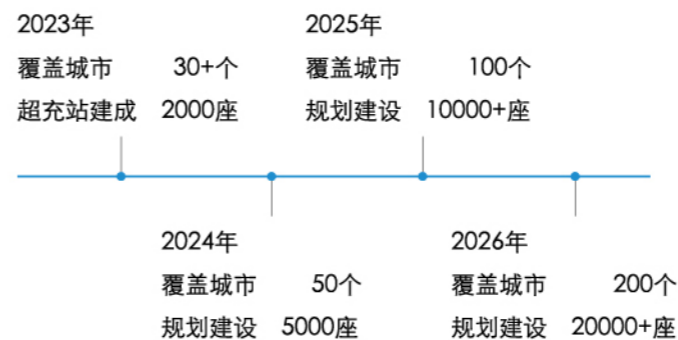 2023年
覆盖城市 30+个
超充站建成 2000座
2025年
覆盖城市 100个
规划建设 10000+座
2024年
覆盖城市 50个
规划建设 5000座
2026年
覆盖城市 200个
规划建设 20000+座